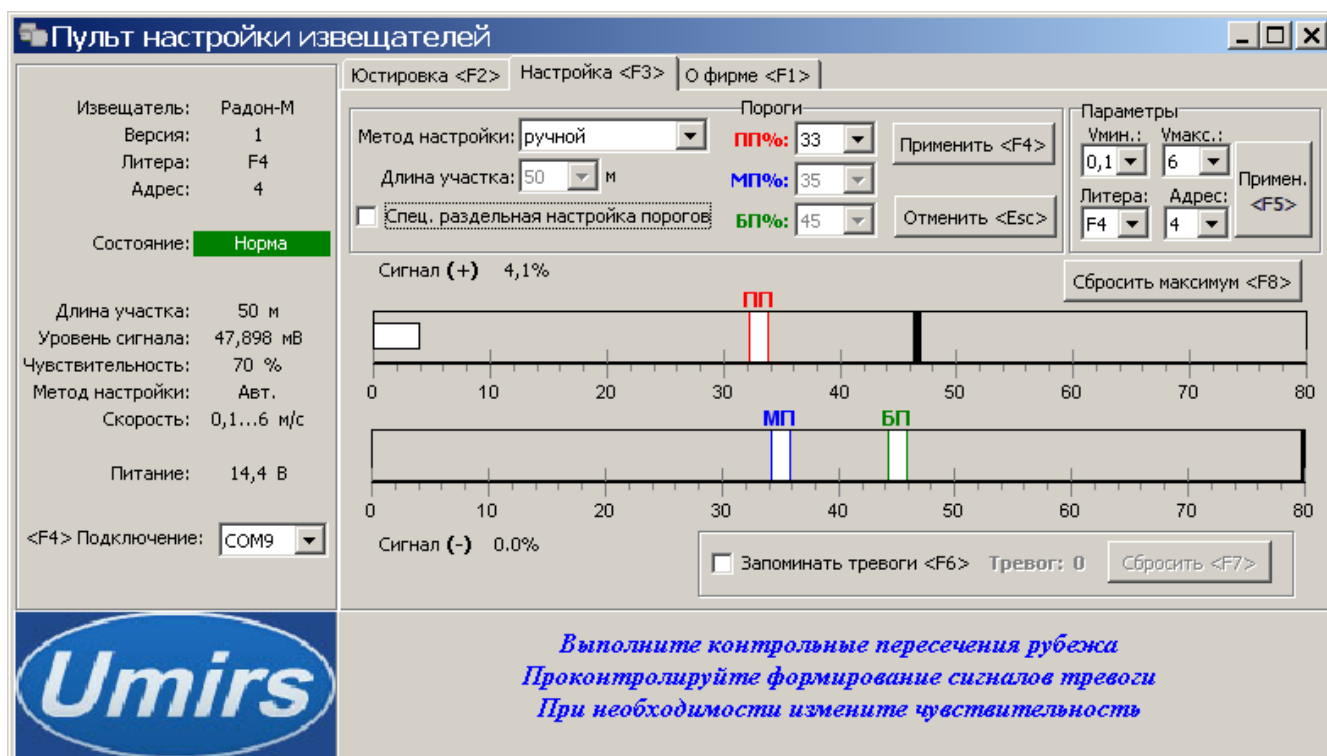 Пульт настройки извещателей
Извещатель: Радон-М
Версия: 1
Литера: F4
Адрес: 4
Состояние: Норма
Длина участка: 50 м
Уровень сигнала: 47,898 мВ
Чувствительность: 70 %
Метод настройки: Авт.
Скорость: 0,1...6 м/с
Питание: 14,4 В
<F4> Подключение: COM9
Юстировка <F2> Настройка <F3> О фирме <F1>
Пороги
Метод настройки: ручной
Длина участка: 50 м
Спец. раздельная настройка порогов
ПП%: 33
МП%: 35
БП%: 45
Применить <F4>
Отменить <Esc>
Параметры
Vмин.: Vмакс.:
0,1 6
Литера: Адрес:
F4 4
Примен.
<F5>
Сигнал (+) 4,1%
Сбросить максимум <F8>
ПП
0 10 20 30 40 50 60 70 80
МП БП
0 10 20 30 40 50 60 70 80
Сигнал (-) 0.0%
Запоминать тревоги <F6> Тревог: 0 Сбросить <F7>
Umirs
Выполните контрольные пересечения рубежа
Проконтролируйте формирование сигналов тревоги
При необходимости измените чувствительность